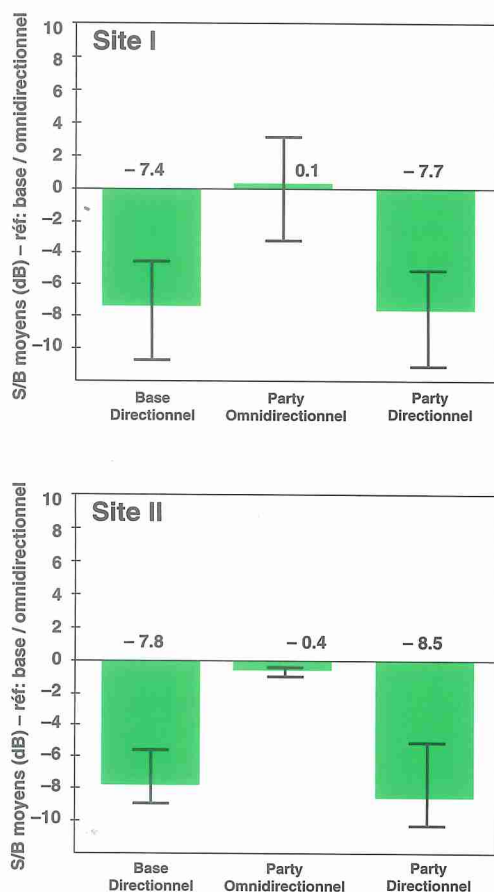 S/B moyens (dB) – réf: base / omnidirectionnel
Site I
10
8
6
4
2
0
–2
–4
–6
–8
–10
– 7.4
0.1
– 7.7
Base
Directionnel
Party
Omnidirectionnel
Party
Directionnel
S/B moyens (dB) – réf: base / omnidirectionnel
Site II
10
8
6
4
2
0
–2
–4
–6
–8
–10
– 7.8
– 0.4
– 8.5
Base
Directionnel
Party
Omnidirectionnel
Party
Directionnel